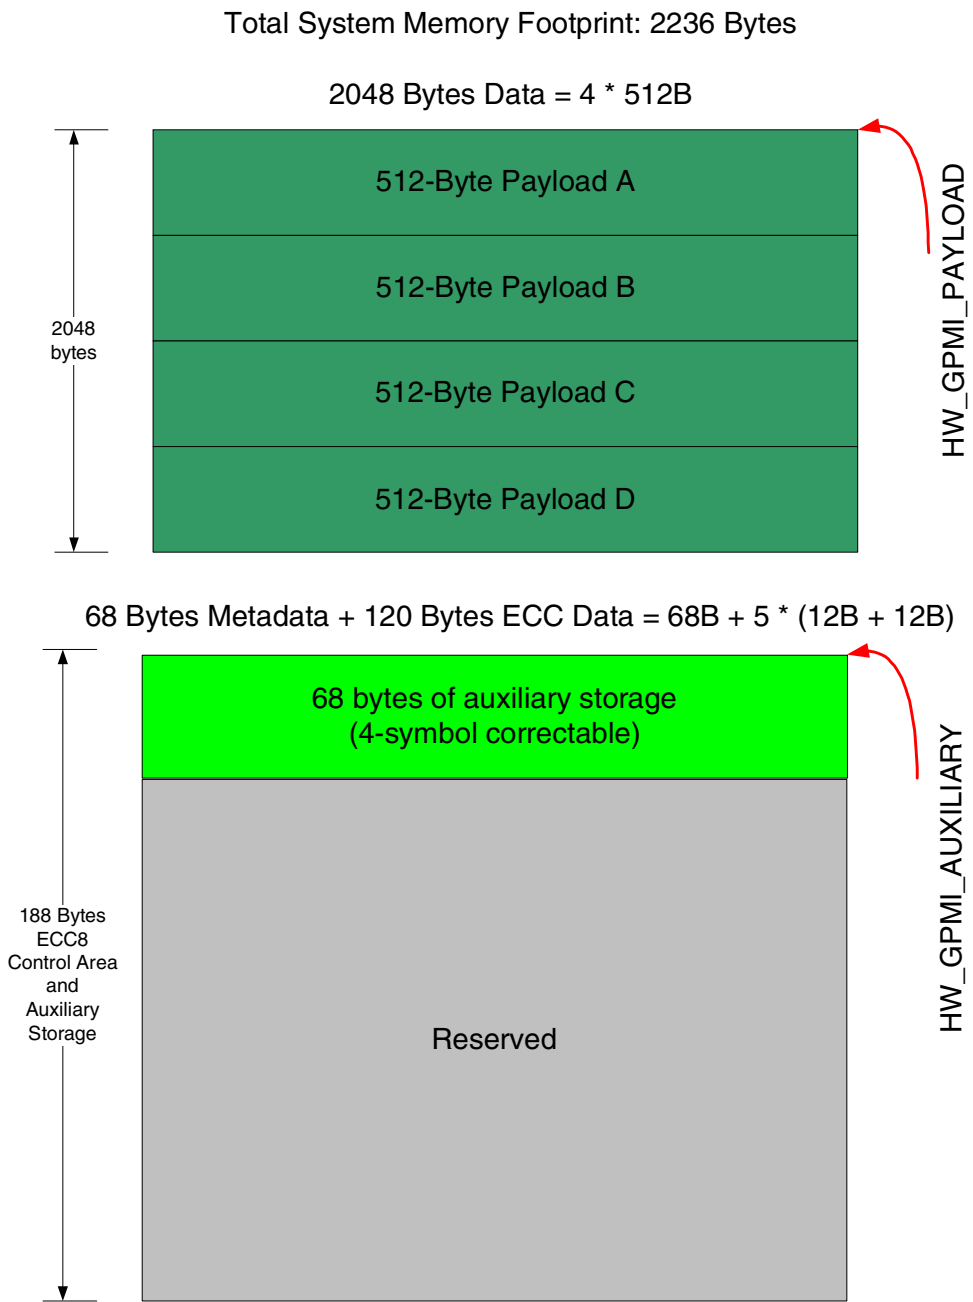 Total System Memory Footprint: 2236 Bytes
2048 Bytes Data = 4 * 512B
512-Byte Payload A
512-Byte Payload B
512-Byte Payload C
512-Byte Payload D
2048
bytes
HW_GPMI_PAYLOAD
68 Bytes Metadata + 120 Bytes ECC Data = 68B + 5 * (12B + 12B)
68 bytes of auxiliary storage
(4-symbol correctable)
188 Bytes
ECC8
Control Area
and
Auxiliary
Storage
Reserved
HW_GPMI_AUXILIARY